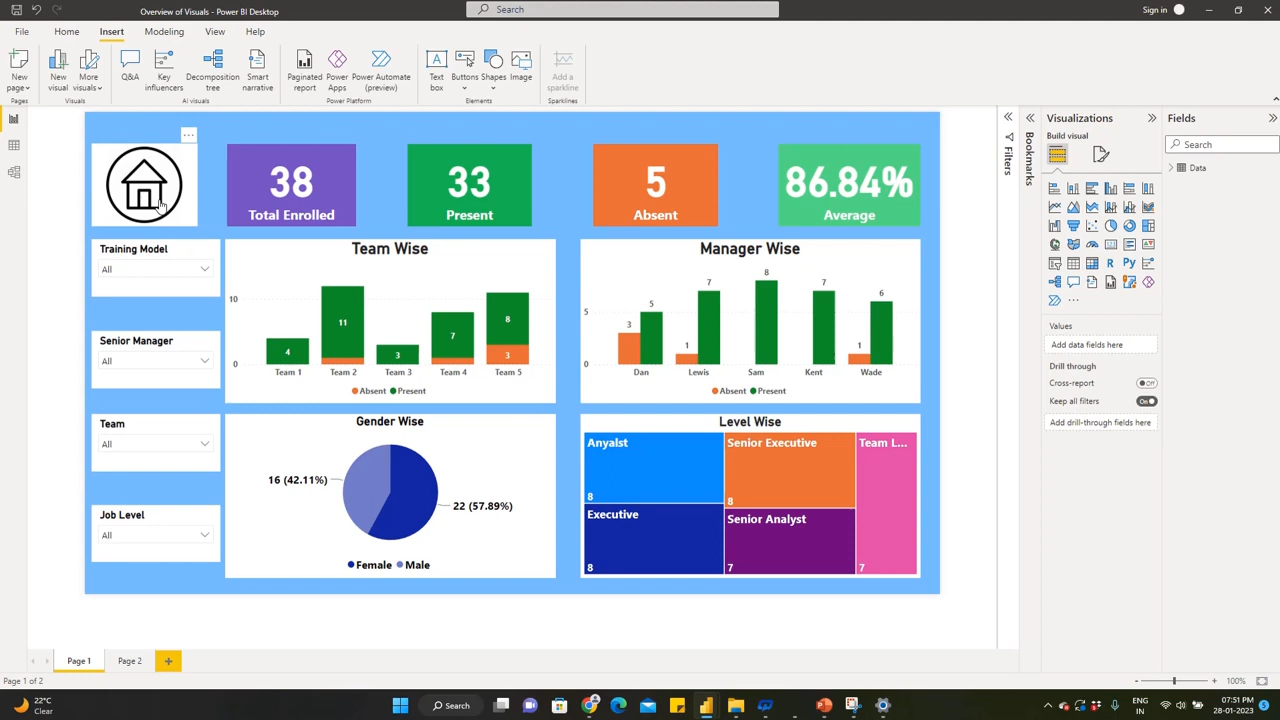 Overview of Visuals - Power BI Desktop
Search
Sign in
File Home Insert Modeling View Help
New page
New visual
More visuals
Q&A
Key influencers
Decomposition tree
Smart narrative
Paginated report
Power Apps
Power Automate (preview)
Text box
Buttons
Shapes
Image
Add a sparkline
Pages
Visuals
AI visuals
Power Platform
Elements
Sparklines
38
Total Enrolled
33
Present
5
Absent
86.84%
Average
Training Model
All
Senior Manager
All
Team
All
Job Level
All
Team Wise
10
0
4
11
3
7
8
3
Team 1 Team 2 Team 3 Team 4 Team 5
Absent Present
Manager Wise
5
0
3
5
1
7
8
7
1
6
Dan Lewis Sam Kent Wade
Absent Present
Gender Wise
16 (42.11%)
22 (57.89%)
Female Male
Level Wise
Anyalst
8
Executive
8
Senior Executive
8
Senior Analyst
7
Team L...
7
Filters
Bookmarks
Visualizations
Build visual
R
Py
123
Values
Add data fields here
Drill through
Cross-report
Off
Keep all filters
On
Add drill-through fields here
Fields
Search
Data
Page 1
Page 2
Page 1 of 2
100%
22°C
Clear
Search
ENG
IN
07:51 PM
28-01-2023